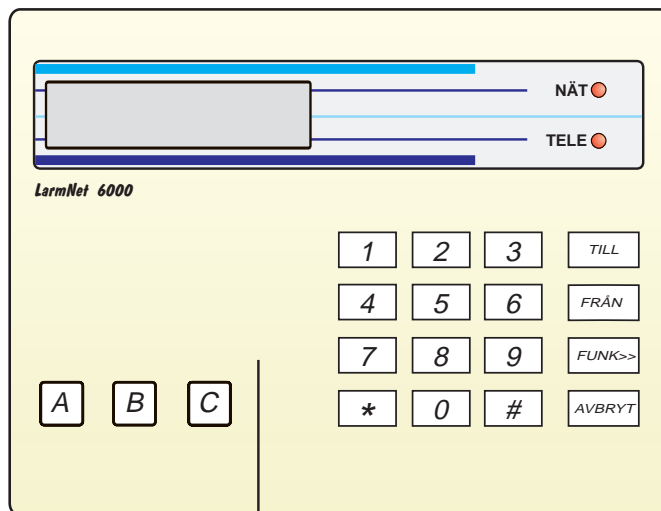 NÄT
TELE
LarmNet 6000
1 2 3 TILL
4 5 6 FRÅN
7 8 9 FUNK>>
A B C * 0 # AVBRYT